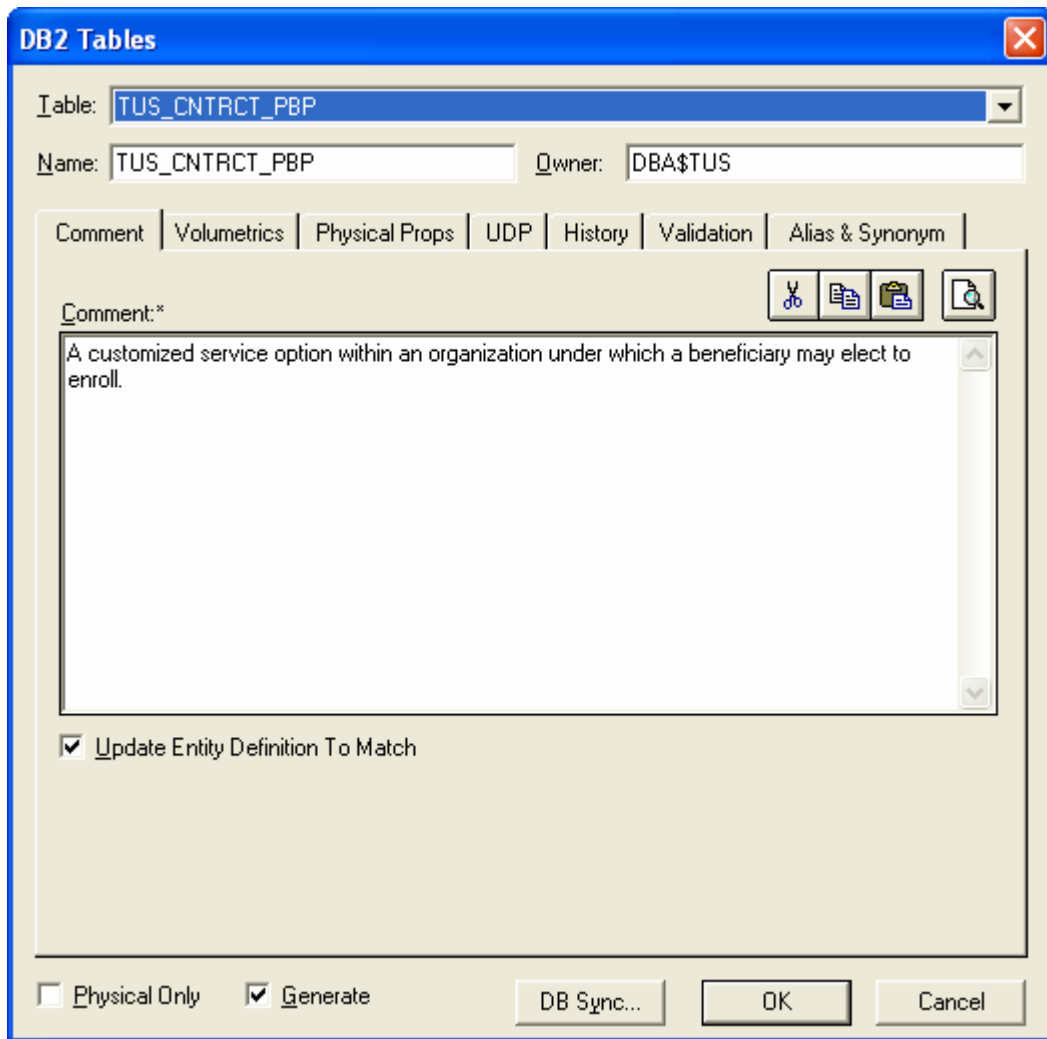 DB2 Tables
Table: TUS_CNTRCT_PBP
Name: TUS_CNTRCT_PBP Owner: DBA$TUS
Comment Volumetrics Physical Props UDP History Validation Alias & Synonym
Comment:*
A customized service option within an organization under which a beneficiary may elect to
enroll.
Update Entity Definition To Match
Physical Only Generate DB Sync... OK Cancel